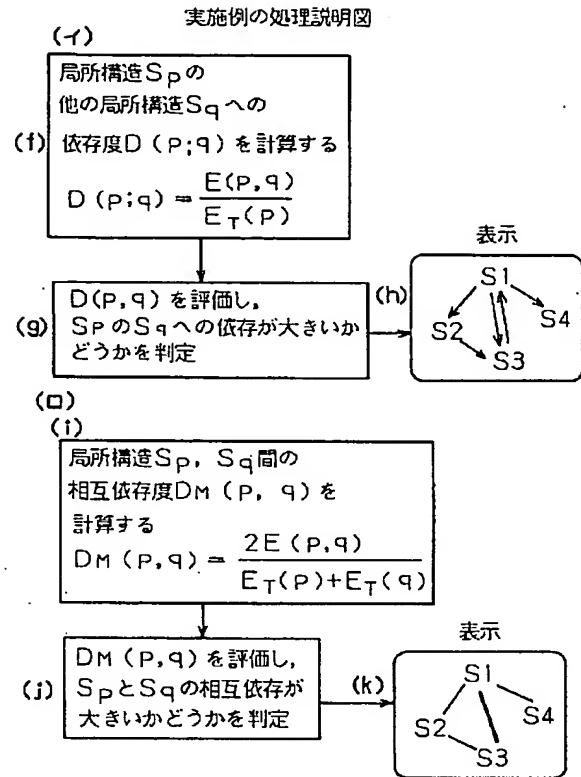 実施例の処理説明図
(イ)
局所構造Spの
他の局所構造Sqへの
(f) 依存度D(p;q)を計算する
D(p;q)=E(p,q)/E_T(p)
(g)
D(p,q)を評価し,
SpのSqへの依存が大きいか
どうかを判定
(h)
表示
S1
S2
S4
S3
(ロ)
(i)
局所構造Sp, Sq間の
相互依存度DM(p, q)を
計算する
DM(p,q)=2E(p,q)/E_T(p)+E_T(q)
(j)
DM(p,q)を評価し,
SpとSqの相互依存が
大きいかどうかを判定
(k)
表示
S1
S2
S4
S3